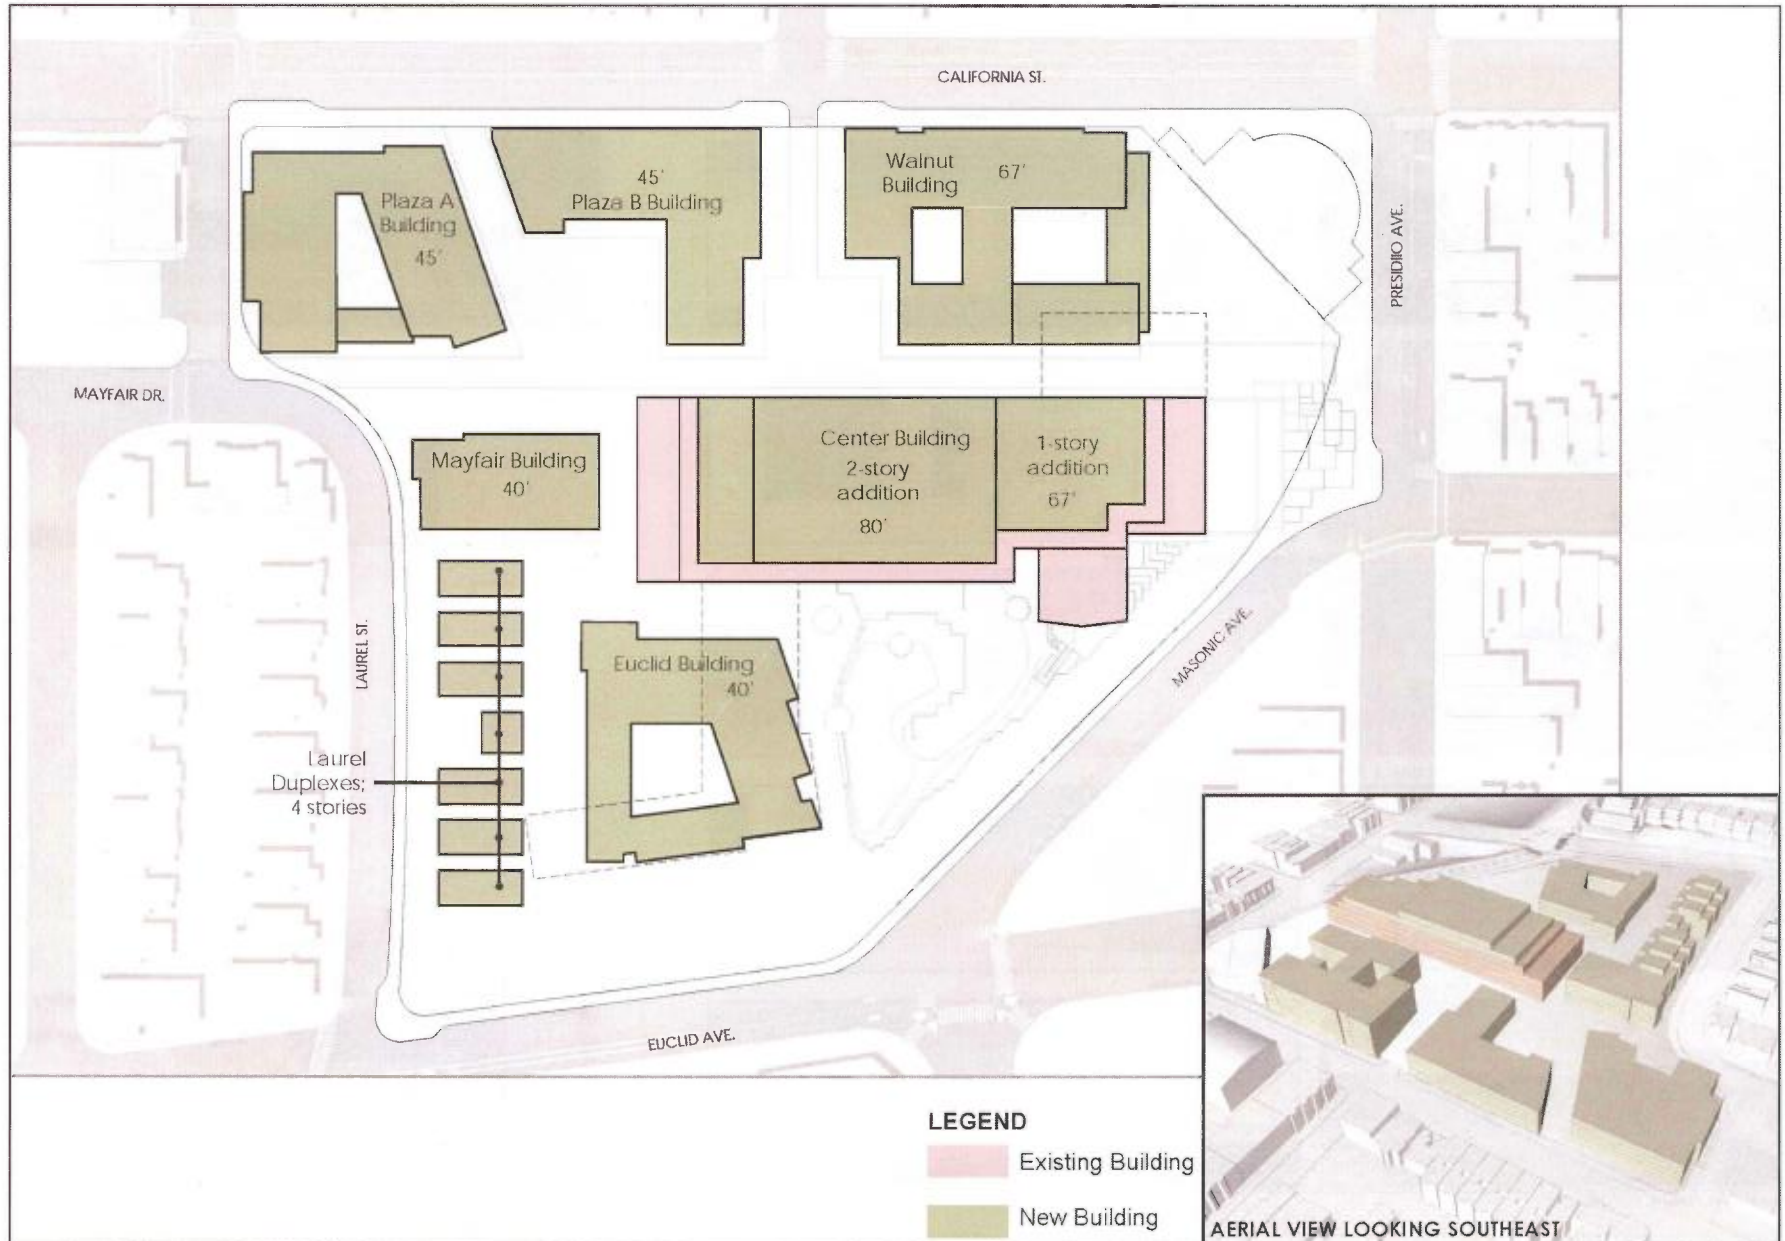 CALIFORNIA ST.
Walnut
Building
67'
45'
Plaza B Building
Plaza A
Building
45'
PRESIDIO AVE.
MAYFAIR DR.
Center Building
2-story
addition
80'
1-story
addition
67'
Mayfair Building
40'
LAUREL ST.
MASONIC AVE.
Euclid Building
40'
Laurel
Duplexes;
4 stories
EUCLID AVE.
LEGEND
Existing Building
New Building
AERIAL VIEW LOOKING SOUTHEAST